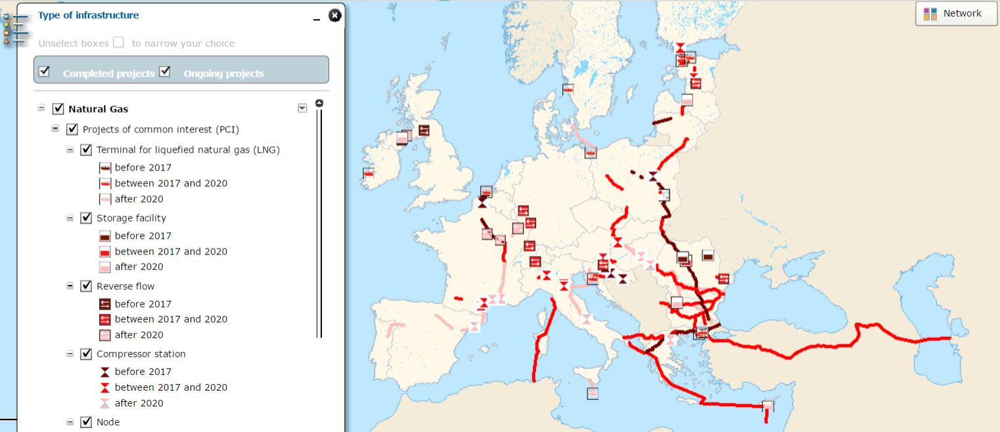 Type of infrastructure
Network
Unselect boxes to narrow your choice
Completed projects Ongoing projects
Natural Gas
Projects of common interest (PCI)
Terminal for liquefied natural gas (LNG)
before 2017
between 2017 and 2020
after 2020
Storage facility
before 2017
between 2017 and 2020
after 2020
Reverse flow
before 2017
between 2017 and 2020
after 2020
Compressor station
before 2017
between 2017 and 2020
after 2020
Node